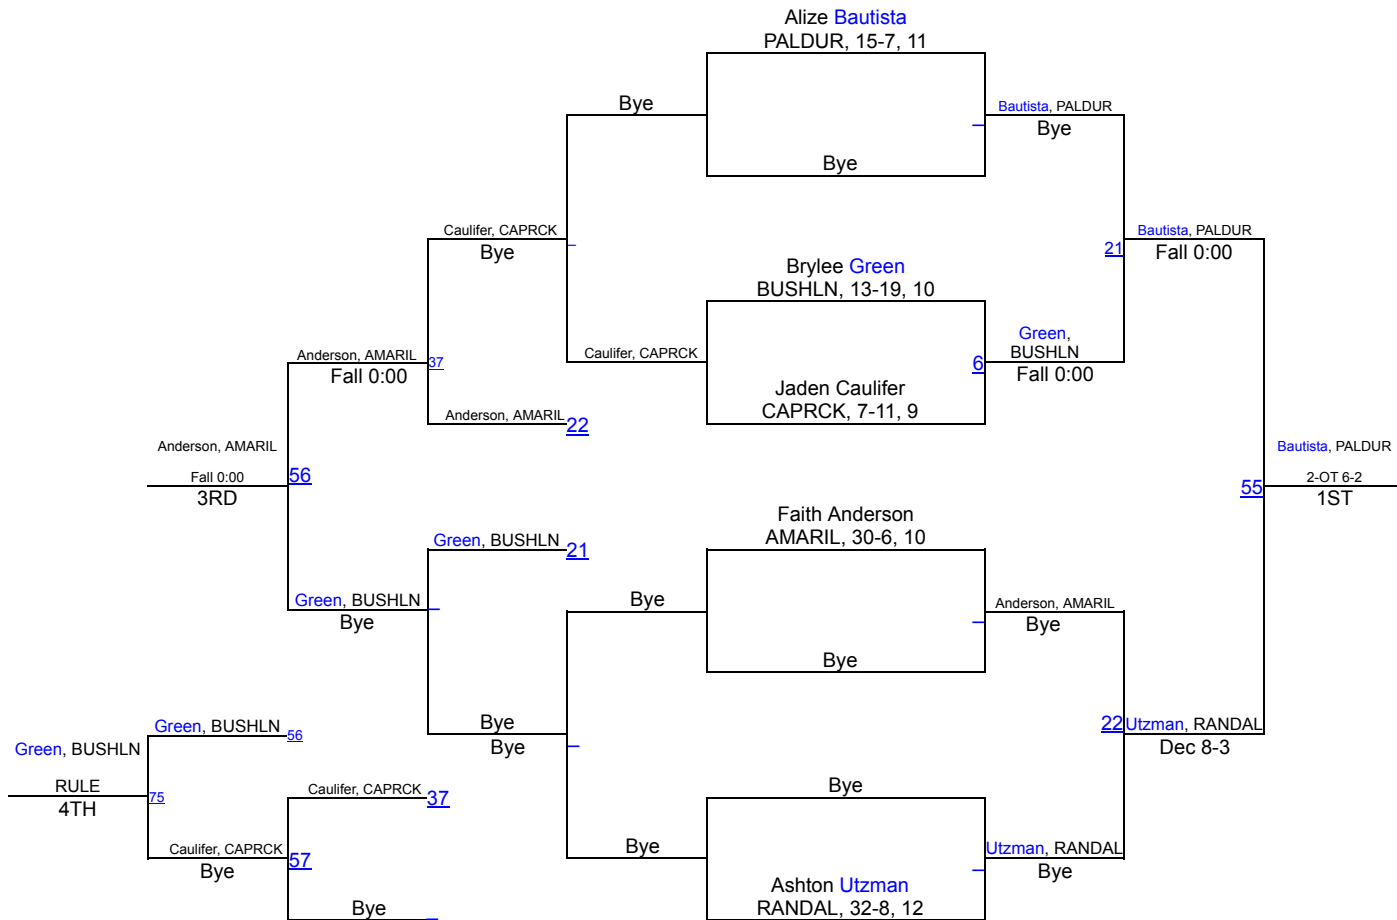 Alize Bautista
PALDUR, 15-7, 11
Bye
Bautista, PALDUR
Bye
Bye
Caulifer, CAPRCK
Bye
Bautista, PALDUR
21
Fall 0:00
Brylee Green
BUSHLN, 13-19, 10
Green,
BUSHLN
Fall 0:00
Caulifer, CAPRCK
6
Anderson, AMARIL
37
Fall 0:00
Jaden Caulifer
CAPRCK, 7-11, 9
Anderson, AMARIL
22
Anderson, AMARIL
Fall 0:00
56
3RD
Bautista, PALDUR
2-OT 6-2
55
1ST
Faith Anderson
AMARIL, 30-6, 10
Green, BUSHLN
21
Green, BUSHLN
Bye
Bye
Anderson, AMARIL
Bye
Bye
Bye
Bye
22
Utzman, RANDAL
Dec 8-3
Green, BUSHLN
56
Green, BUSHLN
RULE
75
4TH
Caulifer, CAPRCK
37
Bye
Caulifer, CAPRCK
57
Bye
Bye
Utzman, RANDAL
Bye
Ashton Utzman
RANDAL, 32-8, 12
Bye